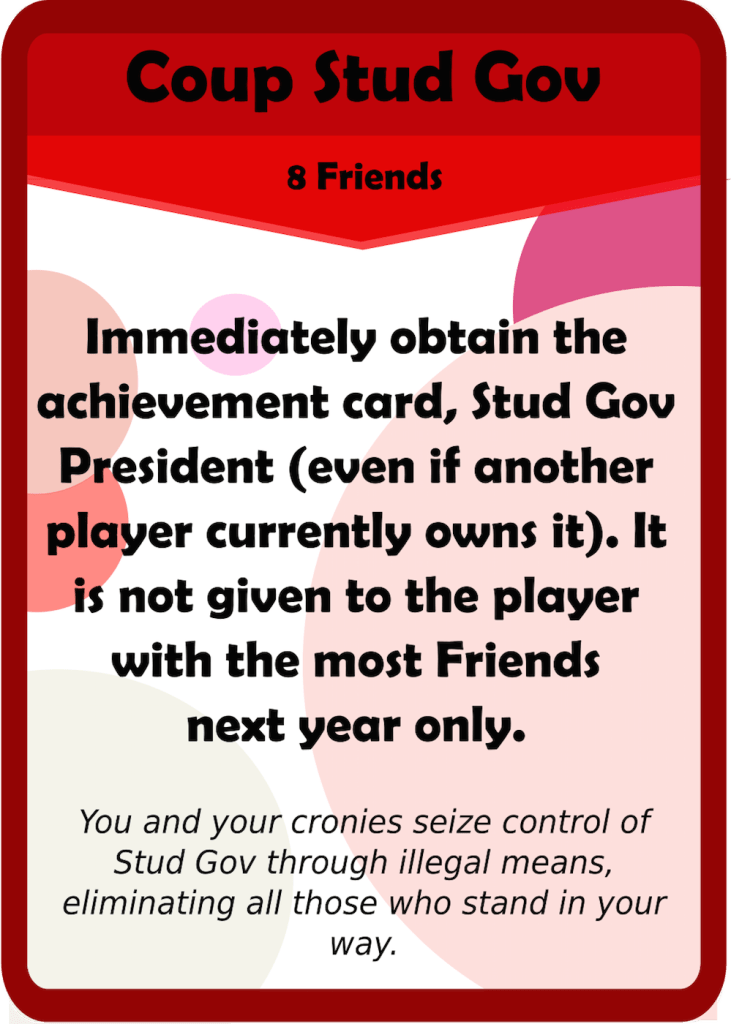 Coup Stud Gov
8 Friends
Immediately obtain the
achievement card, Stud Gov
President (even if another
player currently owns it). It
is not given to the player
with the most Friends
next year only.
You and your cronies seize control of
Stud Gov through illegal means,
eliminating all those who stand in your
way.